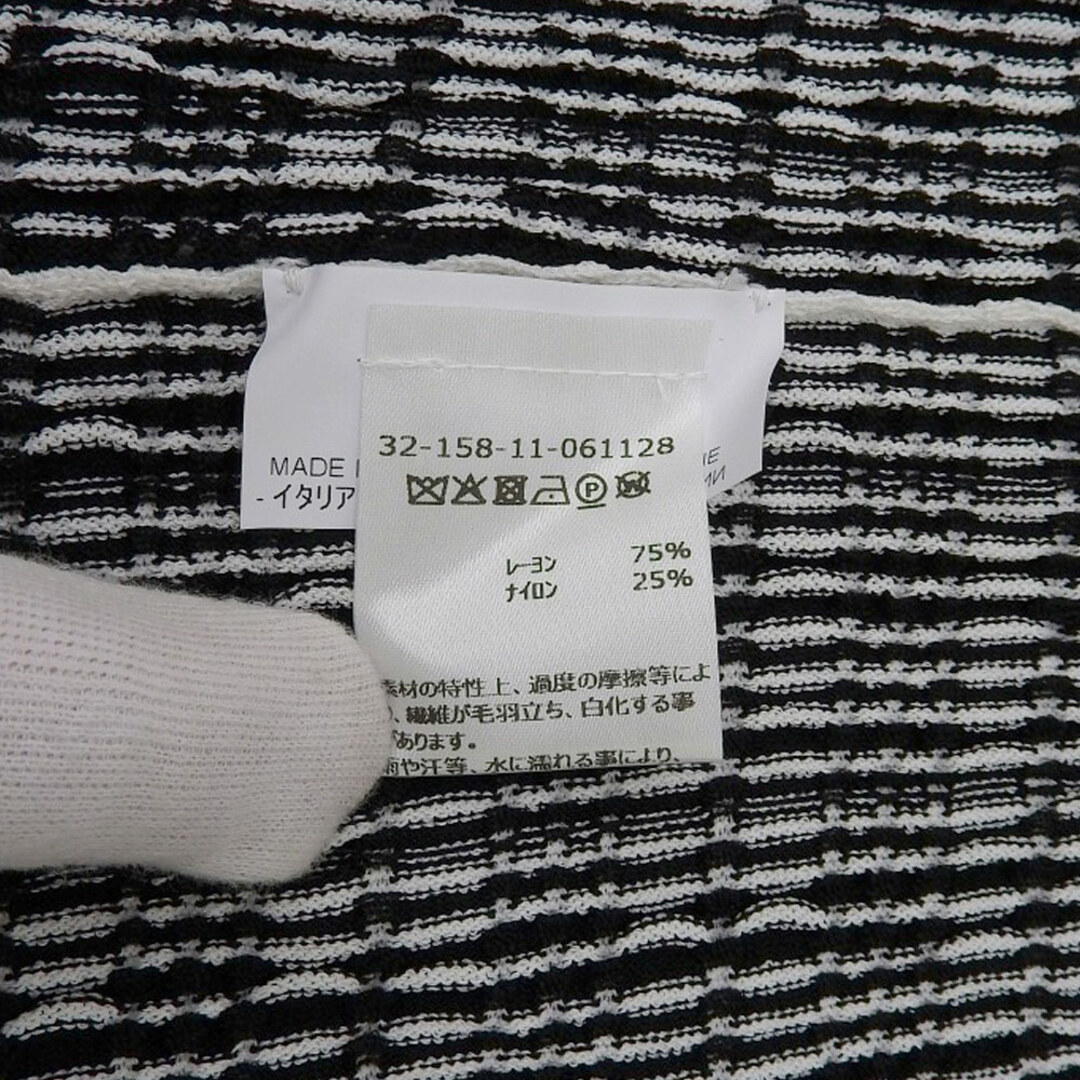 32-158-11-061128
MADE
- イタリア
レーヨン 75%
ナイロン 25%
素材の特性上、過度の摩擦等によ
、繊維が毛羽立ち、白化する事
があります。
雨や汗等、水に濡れる事により、